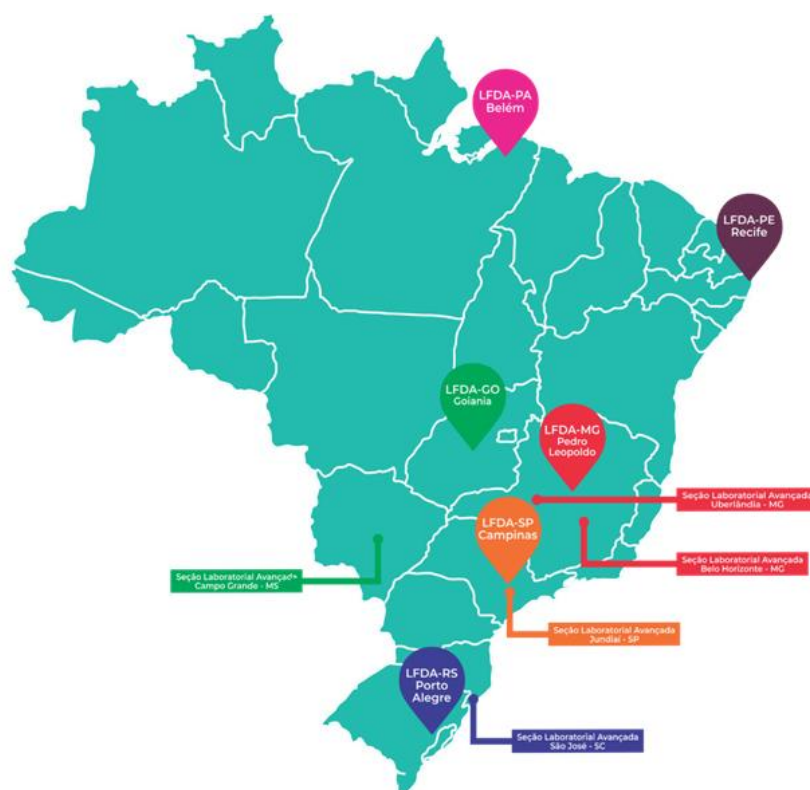 LFDA-PA
Belém
LFDA-PE
Recife
LFDA-GO
Goiania
LFDA-MG
Pedro
Leopoldo
Seção Laboratorial Avançada
Uberlândia - MG
LFDA-SP
Campinas
Seção Laboratorial Avançada
Belo Horizonte - MG
Seção Laboratorial Avançada
Campo Grande - MS
Seção Laboratorial Avançada
Jundiaí - SP
LFDA-RS
Porto
Alegre
Seção Laboratorial Avançada
São José - SC